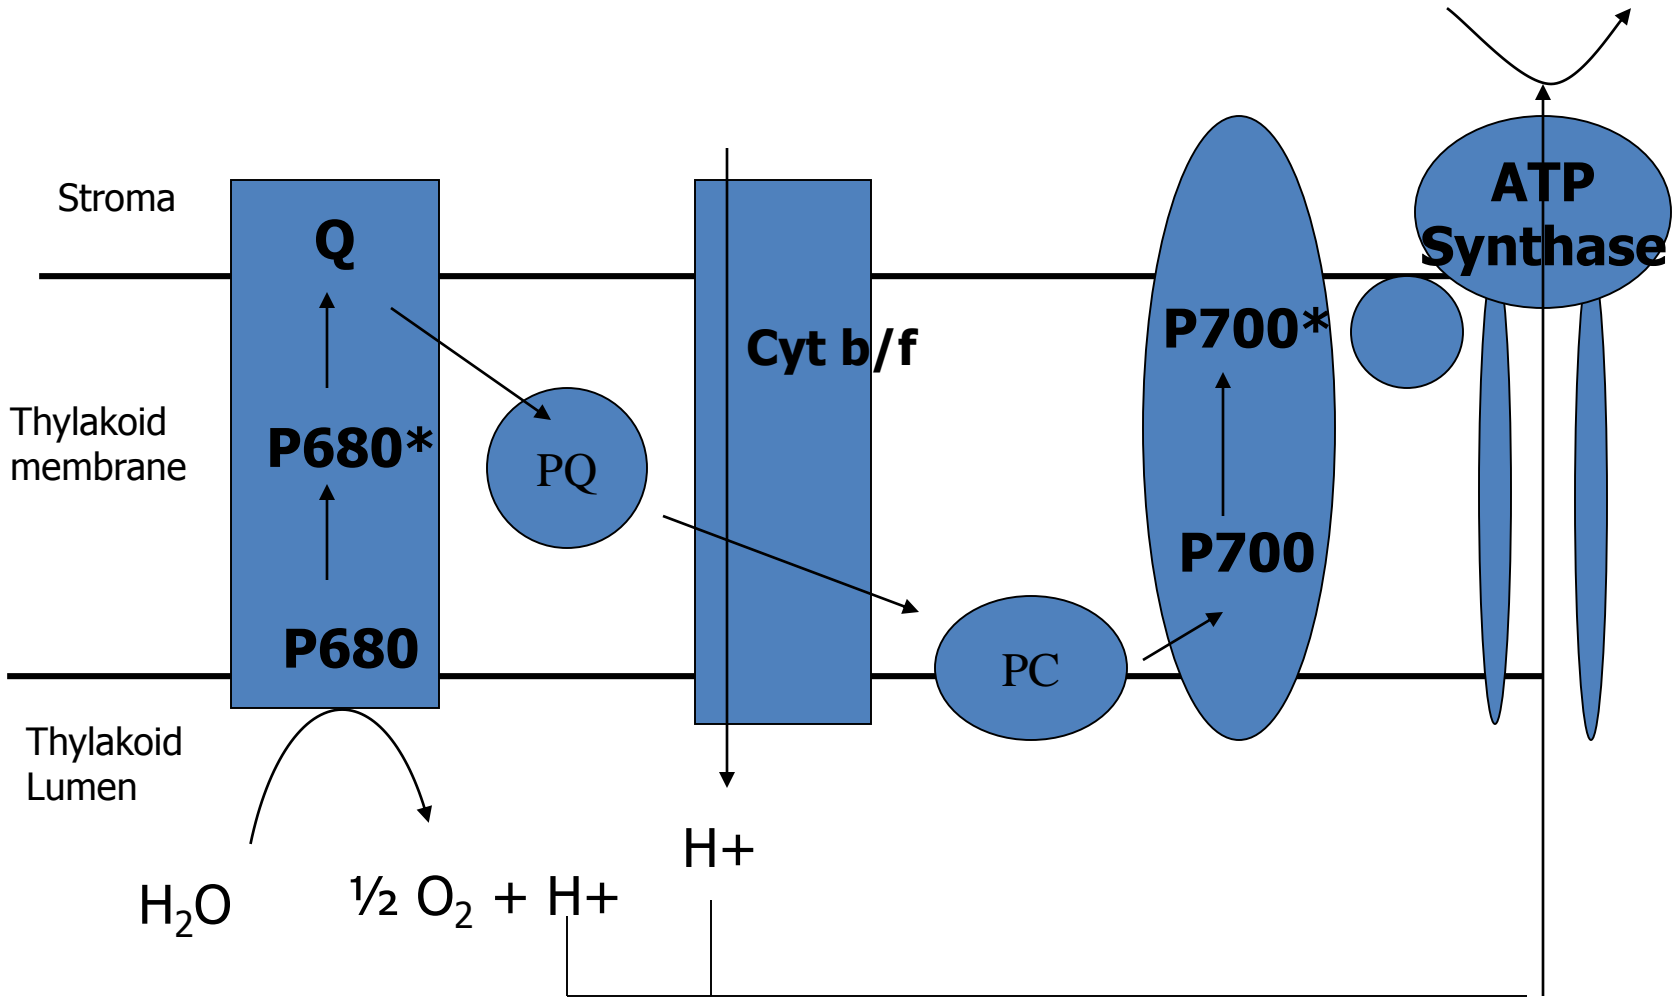 Stroma
Q
ATP
Synthase
P700*
Cyt b/f
Thylakoid
membrane
P680*
PQ
P700
P680
PC
Thylakoid
Lumen
H+
H₂O
½ O₂ + H+